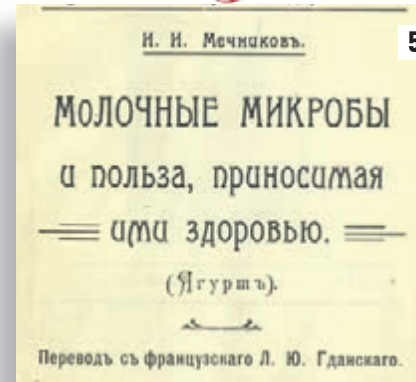 И. И. Мечниковъ.
5
МОЛОЧНЫЕ МИКРОБЫ
и польза, приносимая
ими здоровью.
(Ягуртъ).
Переводъ съ французскаго Л. Ю. Гданскаго.